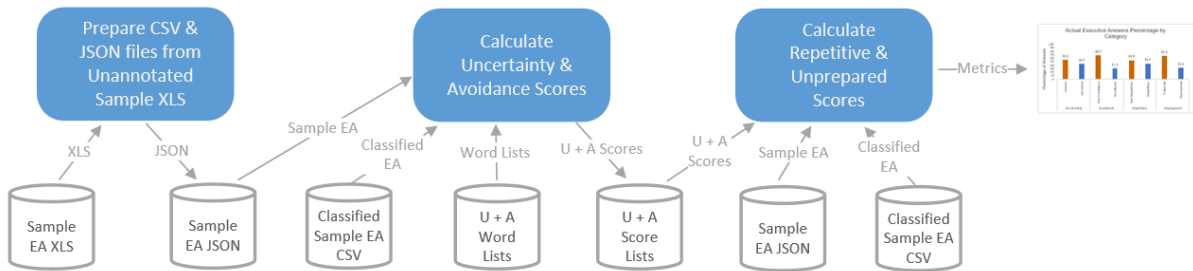 Prepare CSV &
JSON files from
Unannotated
Sample XLS
Calculate
Uncertainty &
Avoidance Scores
Calculate
Repetitive &
Unprepared
Scores
Metrics
Actual Executive Answers Percentage by
Category
XLS
JSON
Sample EA
Classified
EA
Word Lists
U + A Scores
U + A
Scores
Sample EA
Classified
EA
Sample
EA XLS
Sample
EA JSON
Classified
Sample EA
CSV
U + A
Word
Lists
U + A
Score
Lists
Sample
EA JSON
Classified
Sample EA
CSV